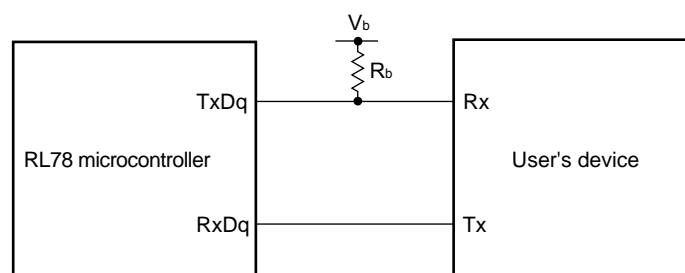 Vb
Rb
TxDq
Rx
RL78 microcontroller
User's device
RxDq
Tx